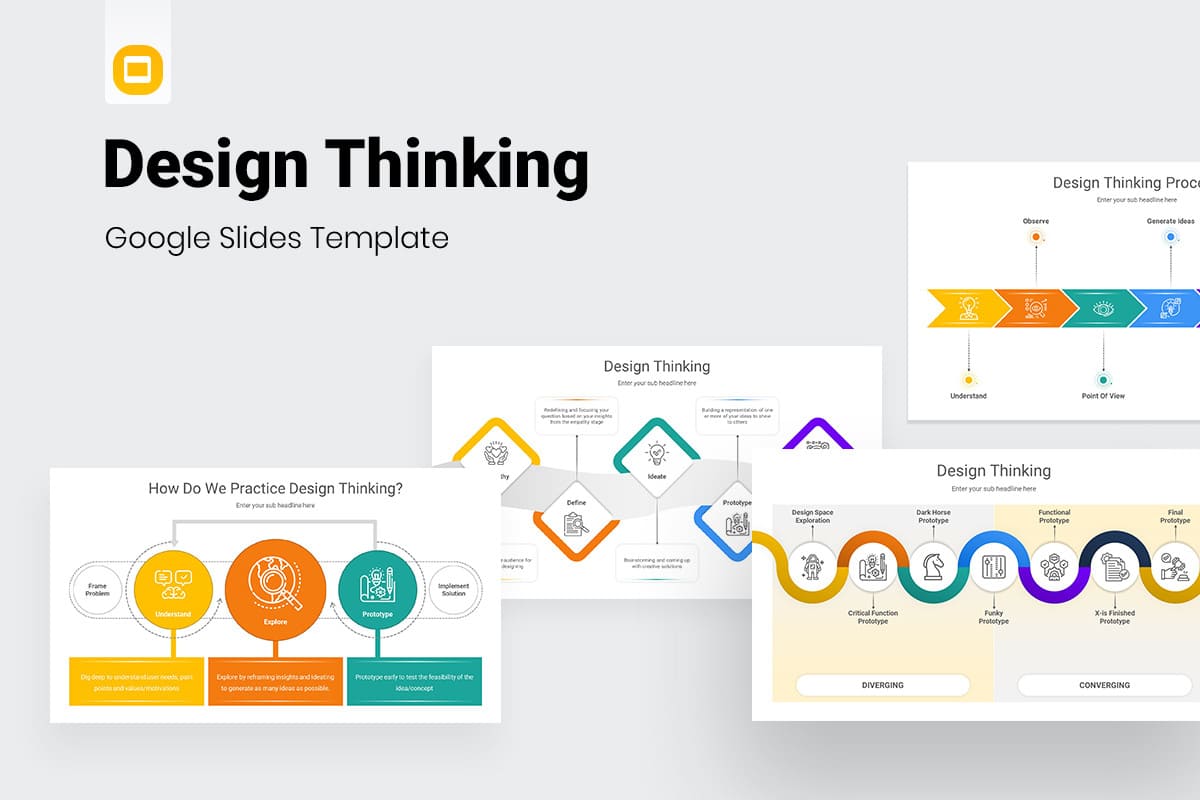 Design Thinking
Google Slides Template
How Do We Practice Design Thinking?
Enter your sub headline here
Frame
Problem
Understand
Explore
Prototype
Implement
Solution
Dig deep to understand user needs, pain
points and values/motivations
Explore by reframing insights and ideating
to generate as many ideas as possible.
Prototype early to test the feasibility of the
idea/concept
Design Thinking
Enter your sub headline here
Redefining and focusing your
question based on your insights
from the empathy stage
Building a representation of one
or more of your ideas to show
to others
hy
Define
Ideate
Prototype
audience for
designing
Brainstorming and coming up
with creative solutions
Design Thinking Proce
Enter your sub headline here
Observe
Generate ideas
Understand
Point Of View
Design Thinking
Enter your sub headline here
Design Space
Exploration
Dark Horse
Prototype
Functional
Prototype
Final
Prototype
Critical Function
Prototype
Funky
Prototype
X-is Finished
Prototype
DIVERGING
CONVERGING